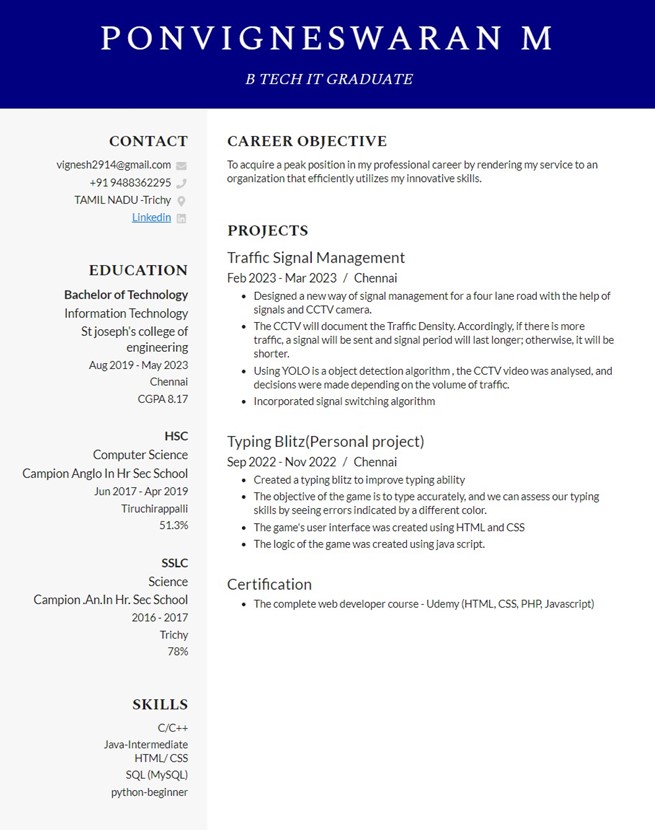 PONVIGNESWARAN M
B TECH IT GRADUATE
CONTACT
vignesh2914@gmail.com
+91 9488362295
TAMIL NADU -Trichy
Linkedin
EDUCATION
Bachelor of Technology
Information Technology
St joseph's college of
engineering
Aug 2019 - May 2023
Chennai
CGPA 8.17
HSC
Computer Science
Campion Anglo In Hr Sec School
Jun 2017 - Apr 2019
Tiruchirappalli
51.3%
SSLC
Science
Campion .An.In Hr. Sec School
2016 - 2017
Trichy
78%
SKILLS
C/C++
Java-Intermediate
HTML/ CSS
SQL (MySQL)
python-beginner
CAREER OBJECTIVE
To acquire a peak position in my professional career by rendering my service to an
organization that efficiently utilizes my innovative skills.
PROJECTS
Traffic Signal Management
Feb 2023 - Mar 2023 / Chennai
• Designed a new way of signal management for a four lane road with the help of
signals and CCTV camera.
• The CCTV will document the Traffic Density. Accordingly, if there is more
traffic, a signal will be sent and signal period will last longer; otherwise, it will be
shorter.
• Using YOLO is a object detection algorithm , the CCTV video was analysed, and
decisions were made depending on the volume of traffic.
• Incorporated signal switching algorithm
Typing Blitz(Personal project)
Sep 2022 - Nov 2022 / Chennai
• Created a typing blitz to improve typing ability
• The objective of the game is to type accurately, and we can assess our typing
skills by seeing errors indicated by a different color.
• The game's user interface was created using HTML and CSS
• The logic of the game was created using java script.
Certification
• The complete web developer course - Udemy (HTML, CSS, PHP, Javascript)